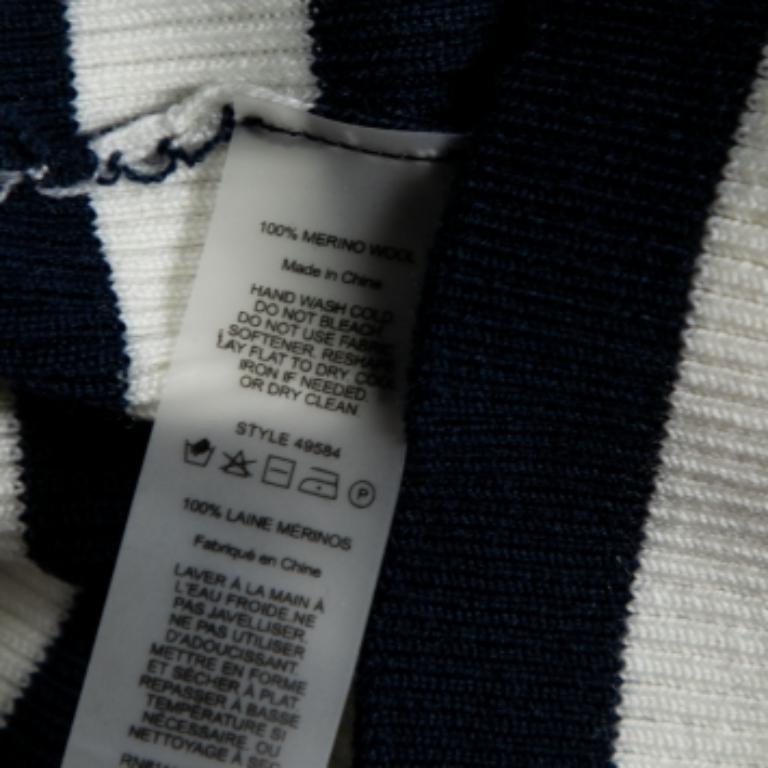 100% MERINO WOOL
Made in China
HAND WASH COLD.
DO NOT BLEACH
DO NOT USE FABRIC
SOFTENER. RESHAPE
LAY FLAT TO DRY. COOL
IRON IF NEEDED.
OR DRY CLEAN
STYLE 49584
P
100% LAINE MERINOS
Fabriqué en Chine
LAVER À LA MAIN À
L'EAU FROIDE.NE
PAS JAVELLISER.
NE PAS UTILISER
D'ADOUCISSANT.
METTRE EN FORME
ET SÉCHER À PLAT
REPASSER À BASSE
TEMPÉRATURE SI
NÉCESSAIRE. OU
NETTOYAGE À SEC